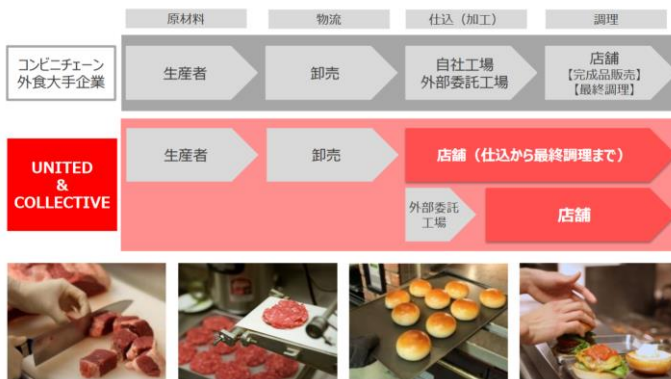 原材料
物流
仕込（加工）
調理
コンビニチェーン
外食大手企業
生産者
卸売
自社工場
外部委託工場
店舗
【完成品販売】
【最終調理】
UNITED
&
COLLECTIVE
生産者
卸売
店舗（仕込から最終調理まで）
外部委託
工場
店舗